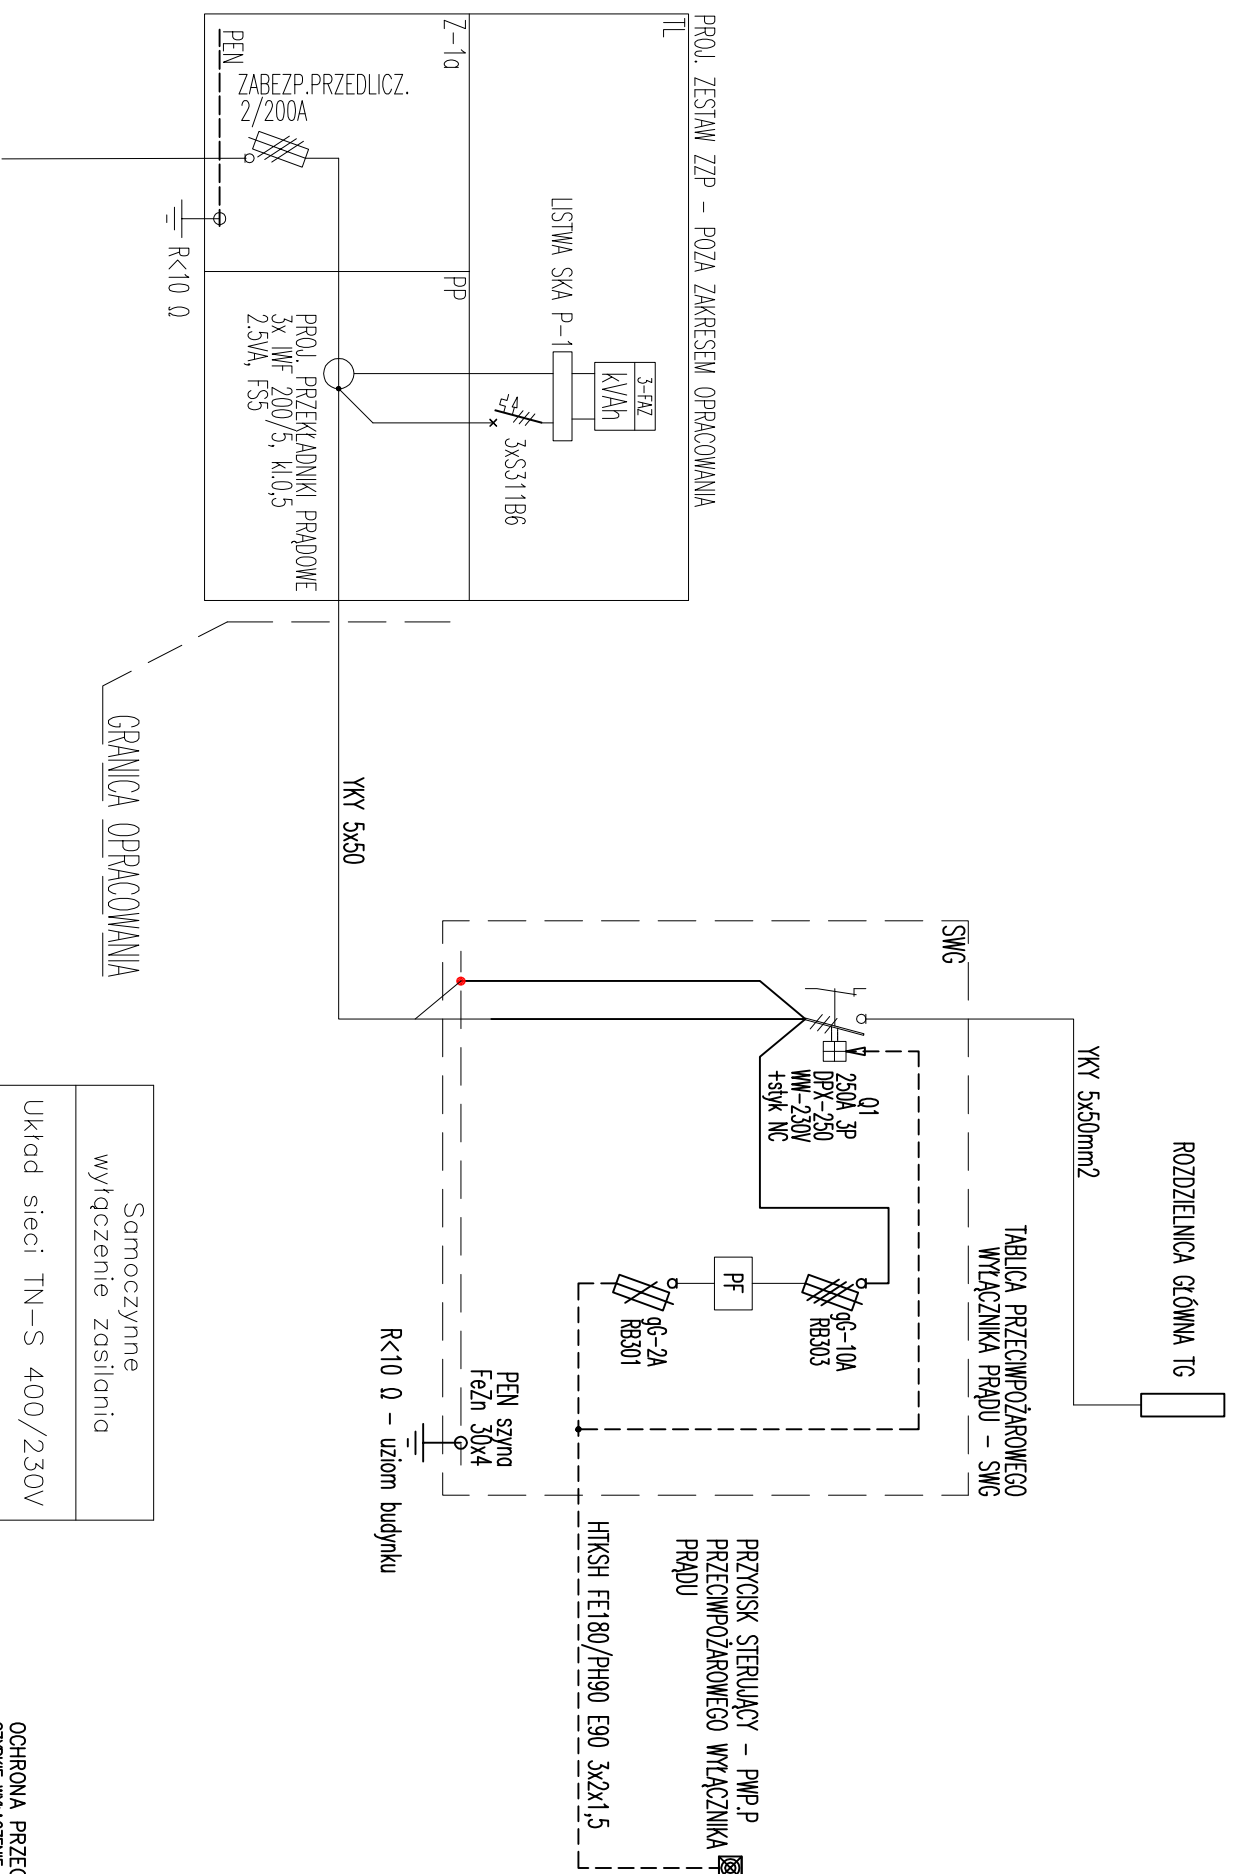 PROJ. ZESTAW ZZP – POZA ZAKRESEM OPRACOWANIA
TL
LISTWA SKA P-1
3-FAZ
kVAh
3xS311B6
Z-1a
PEN
ZABEZP.PRZEDLICZ.
2/200A
R<10 Ω
PP
PROJ. PRZEKŁADNIKI PRĄDOWE
3x IWF 200/5, kl.0,5
2.5VA, FS5
GRANICA OPRACOWANIA
YKY 5x50
SWG
Q1
250A 3P
DPX-250
WW-230V
+styk NC
YKY 5x50mm2
ROZDZIELNICA GŁÓWNA TG
TABLICA PRZECIWPOŻAROWEGO
WYŁĄCZNIKA PRĄDU – SWG
gG-10A
RB303
PF
gG-2A
RB301
PEN szyna
FeZn 30x4
R<10 Ω – uziom budynku
HTKSH FE180/PH90 E90 3x2x1,5
PRZYCISK STERUJĄCY – PWP.P
PRZECIWPOŻAROWEGO WYŁĄCZNIKA
PRĄDU
Samoczynne
wyłączenie zasilania
Układ sieci TN-S 400/230V
OCHRONA